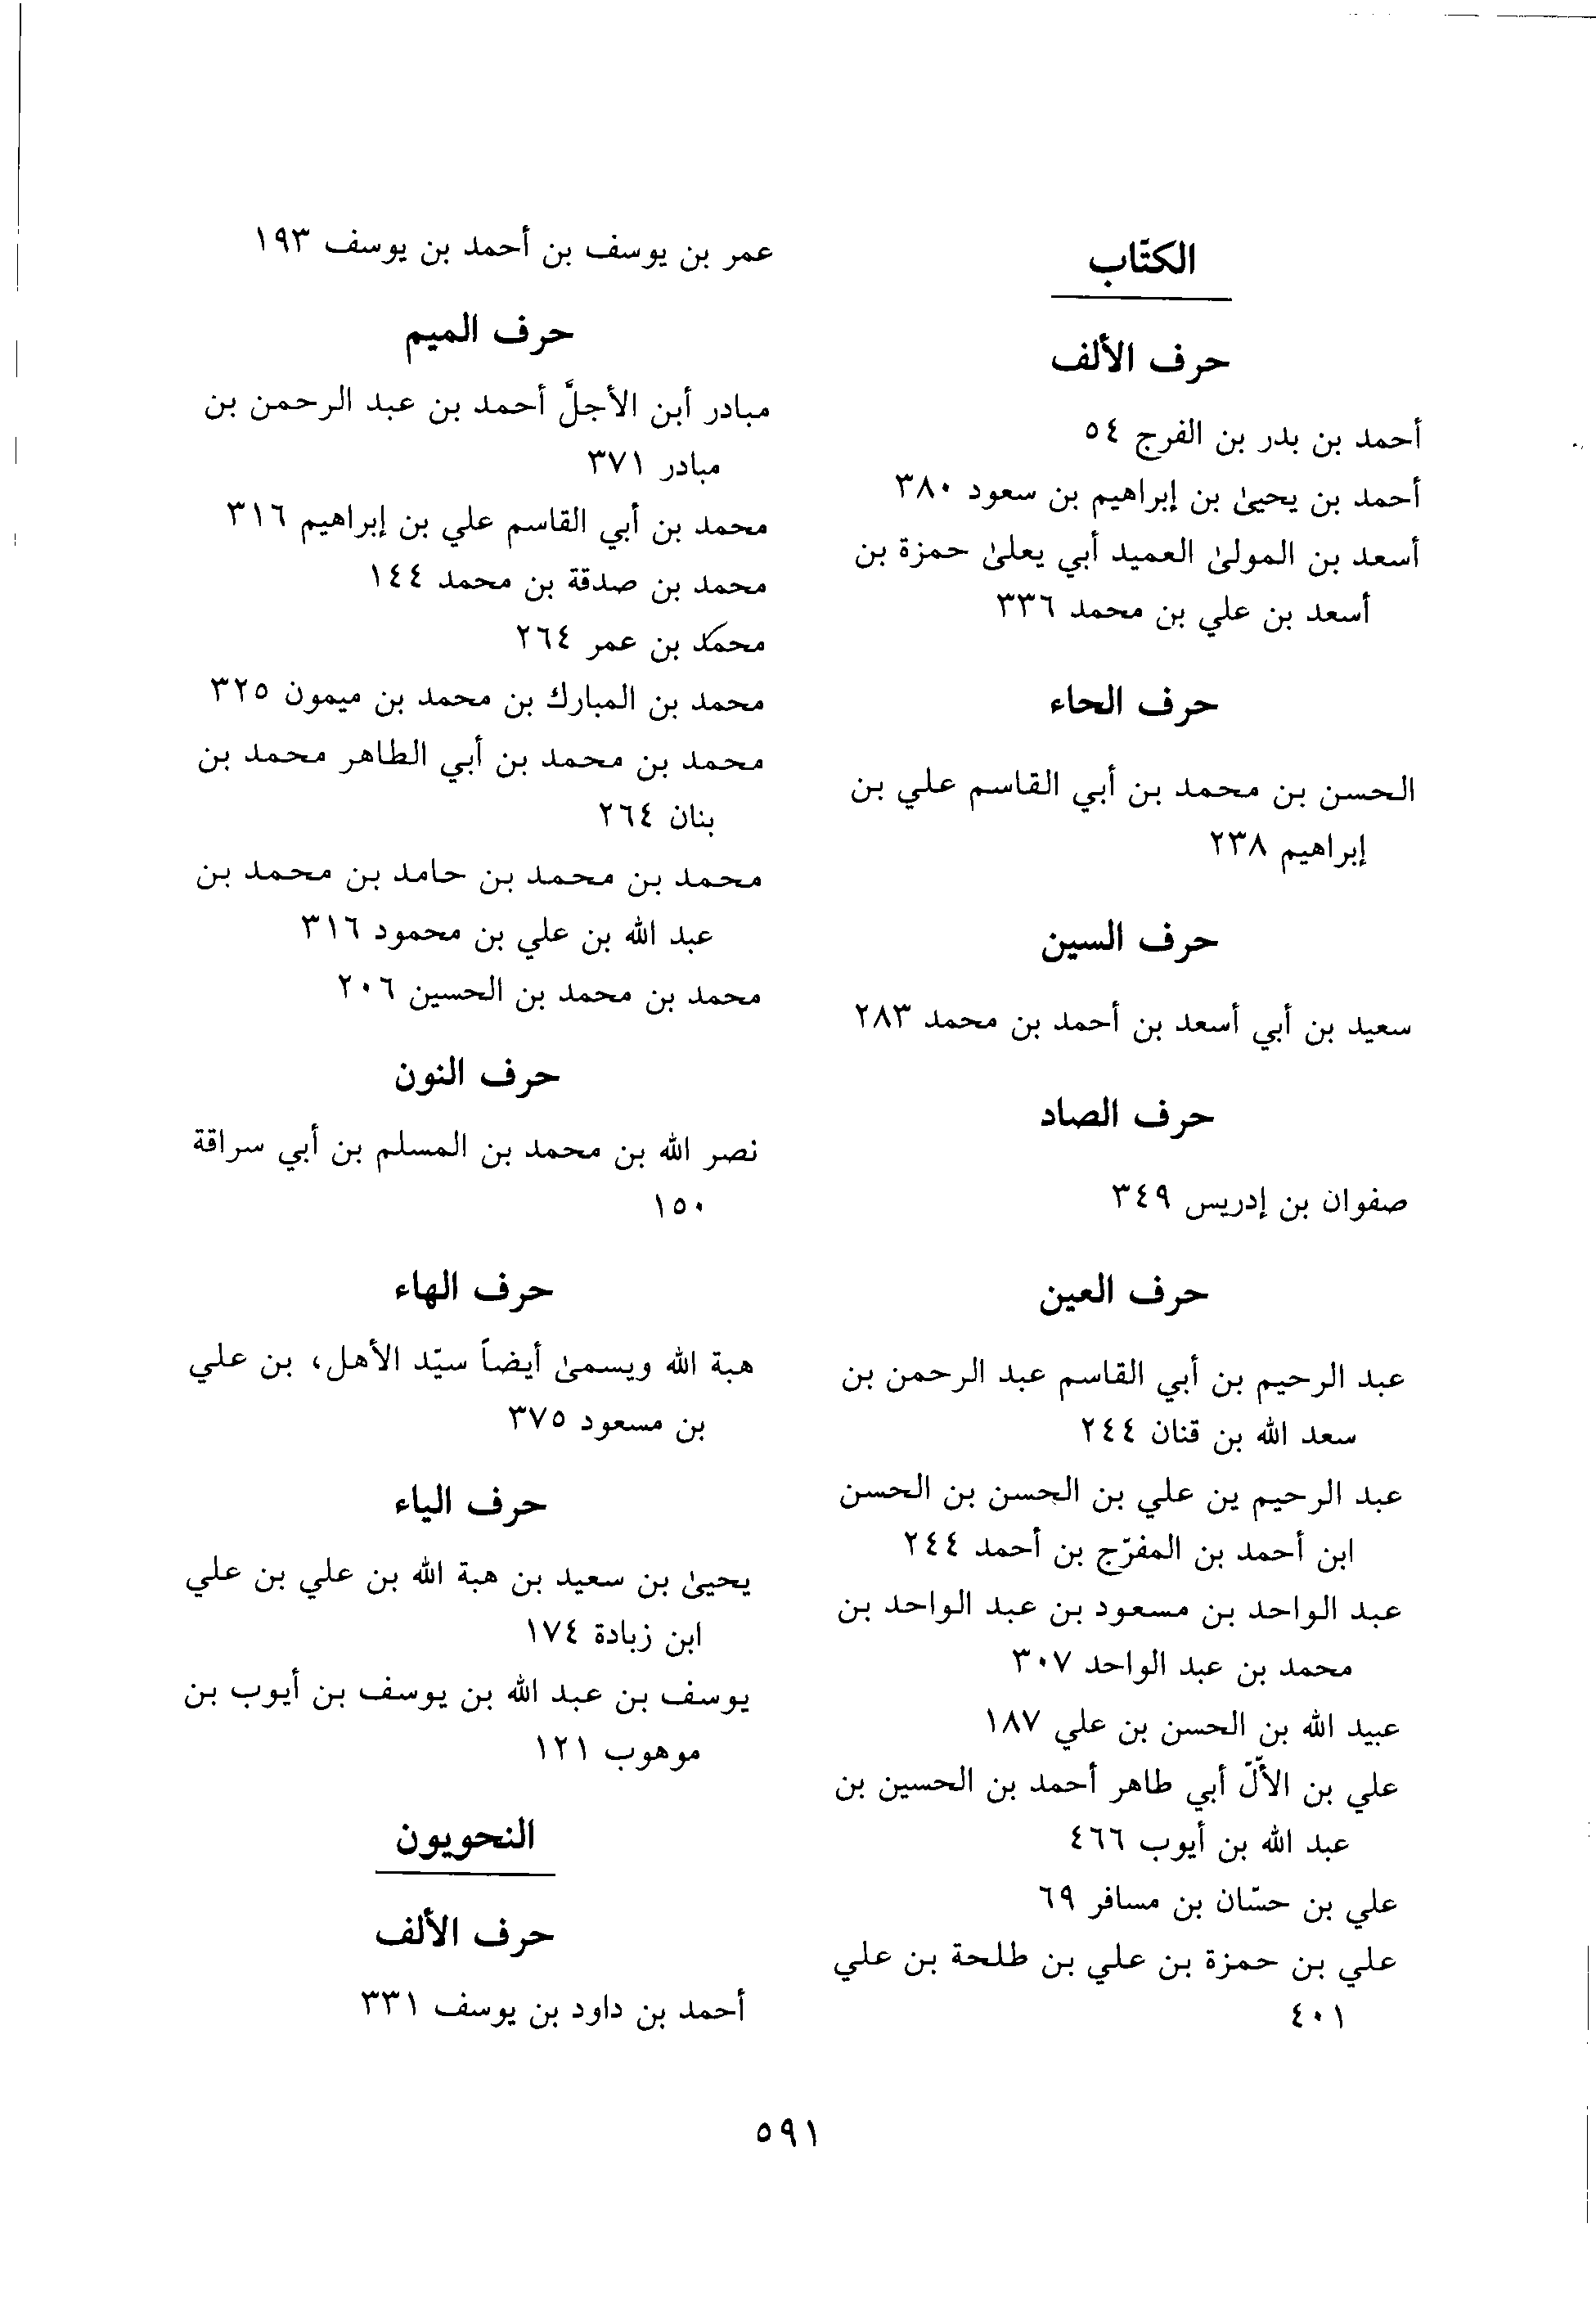 الكتّاب
حرف الألف
أحمد بن بدر بن الفرج ٥٤
أحمد بن يحيىٰ بن إبراهيم بن سعود ٣٨٠
أسعد بن المولىٰ العميد أبي يعلىٰ حمزة بن
أسعد بن علي بن محمد ٣٣٦
حرف الحاء
الحسن بن محمد بن أبي القاسم علي بن
إبراهيم ٢٣٨
حرف السين
سعيد بن أبي أسعد بن أحمد بن محمد ٢٨٣
حرف الصاد
صفوان بن إدريس ٣٤٩
حرف العين
عبد الرحيم بن أبي القاسم عبد الرحمن بن
سعد الله بن قنان ٢٤٤
عبد الرحيم ين علي بن الحسن بن الحسن
ابن أحمد بن المفرّج بن أحمد ٢٤٤
عبد الواحد بن مسعود بن عبد الواحد بن
محمد بن عبد الواحد ٣٠٧
عبيد الله بن الحسن بن علي ١٨٧
علي بن الأّلّ أبي طاهر أحمد بن الحسين بن
عبد الله بن أيوب ٤٦٦
علي بن حسّان بن مسافر ٦٩
علي بن حمزة بن علي بن طلحة بن علي
٤٠١
عمر بن يوسف بن أحمد بن يوسف ١٩٣
حرف الميم
مبادر أبن الأجلَّ أحمد بن عبد الرحمن بن
مبادر ٣٧١
محمد بن أبي القاسم علي بن إبراهيم ٣١٦
محمد بن صدقة بن محمد ١٤٤
محمد بن عمر ٢٦٤
محمد بن المبارك بن محمد بن ميمون ٣٢٥
محمد بن محمد بن أبي الطاهر محمد بن
بنان ٢٦٤
محمد بن محمد بن حامد بن محمد بن
عبد الله بن علي بن محمود ٣١٦
محمد بن محمد بن الحسين ٢٠٦
حرف النون
نصر الله بن محمد بن المسلم بن أبي سراقة
١٥٠
حرف الهاء
هبة الله ويسمىٰ أيضاً سيّد الأهل، بن علي
بن مسعود ٣٧٥
حرف الياء
يحيىٰ بن سعيد بن هبة الله بن علي بن علي
ابن زبادة ١٧٤
يوسف بن عبد الله بن يوسف بن أيوب بن
موهوب ١٢١
النحويون
حرف الألف
أحمد بن داود بن يوسف ٣٣١
٥٩١